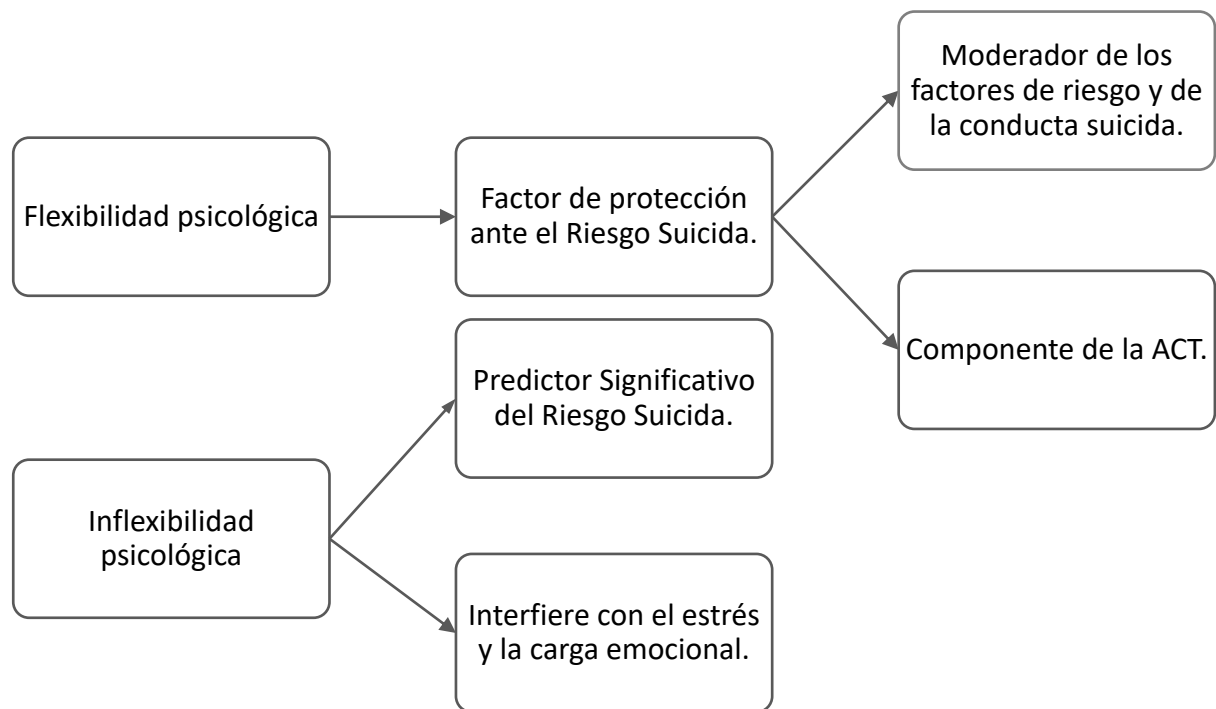 Flexibilidad psicológica
Factor de protección
ante el Riesgo Suicida.
Moderador de los
factores de riesgo y de
la conducta suicida.
Componente de la ACT.
Inflexibilidad
psicológica
Predictor Significativo
del Riesgo Suicida.
Interfiere con el estrés
y la carga emocional.